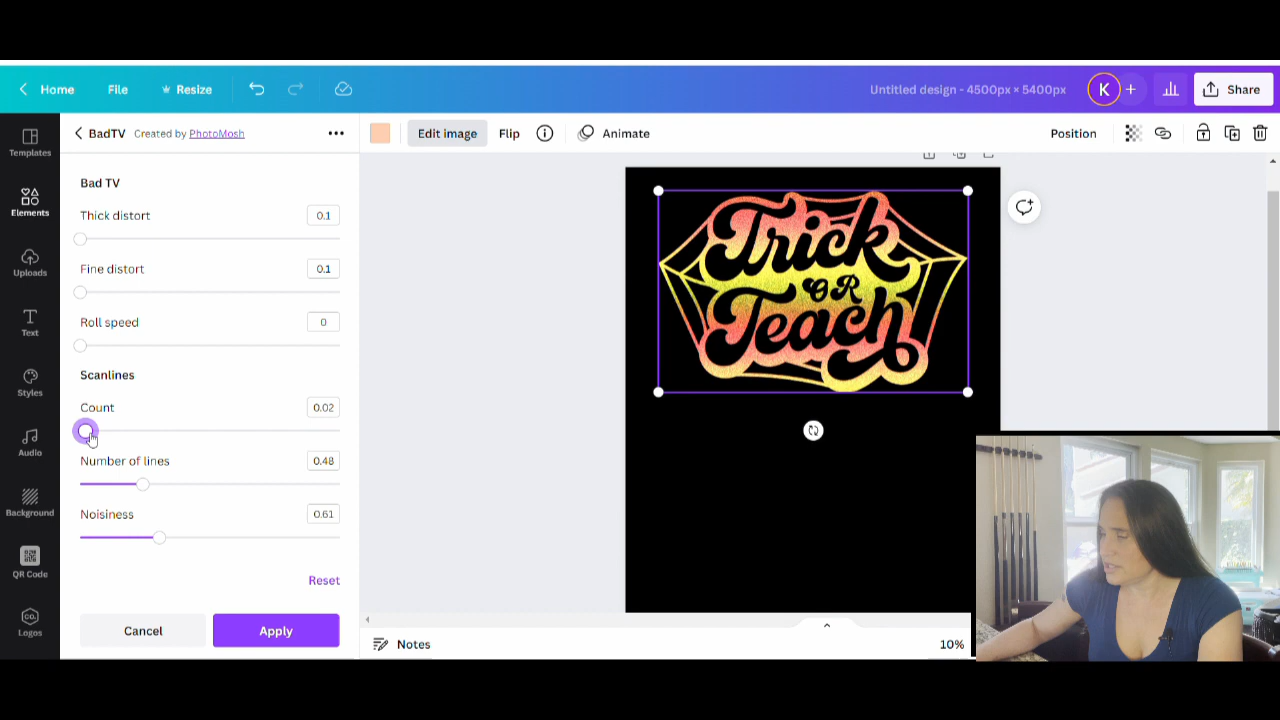 Home File Resize Untitled design - 4500px × 5400px K + Share
Templates
Elements
Uploads
Text
Styles
Audio
Background
QR Code
CO.
Logos
BadTV Created by PhotoMosh •••
Edit image Flip Animate Position
Bad TV
Thick distort 0.1
Fine distort 0.1
Roll speed 0
Scanlines
Count 0.02
Number of lines 0.48
Noisiness 0.61
Reset
Cancel Apply
Trick
OR
Teach
Notes 10%